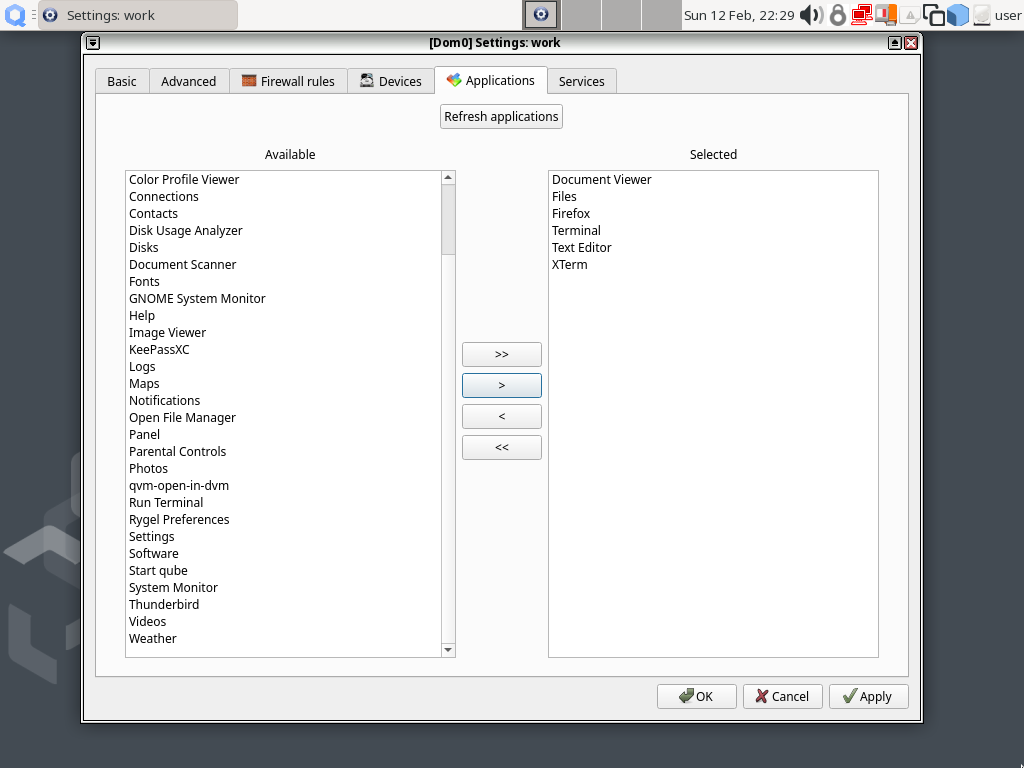 Settings: work
Sun 12 Feb, 22:29
user
[Dom0] Settings: work
Basic
Advanced
Firewall rules
Devices
Applications
Services
Refresh applications
Available
Selected
Color Profile Viewer
Connections
Contacts
Disk Usage Analyzer
Disks
Document Scanner
Fonts
GNOME System Monitor
Help
Image Viewer
KeePassXC
Logs
Maps
Notifications
Open File Manager
Panel
Parental Controls
Photos
qvm-open-in-dvm
Run Terminal
Rygel Preferences
Settings
Software
Start qube
System Monitor
Thunderbird
Videos
Weather
>>
>
<
<<
Document Viewer
Files
Firefox
Terminal
Text Editor
XTerm
OK
Cancel
Apply